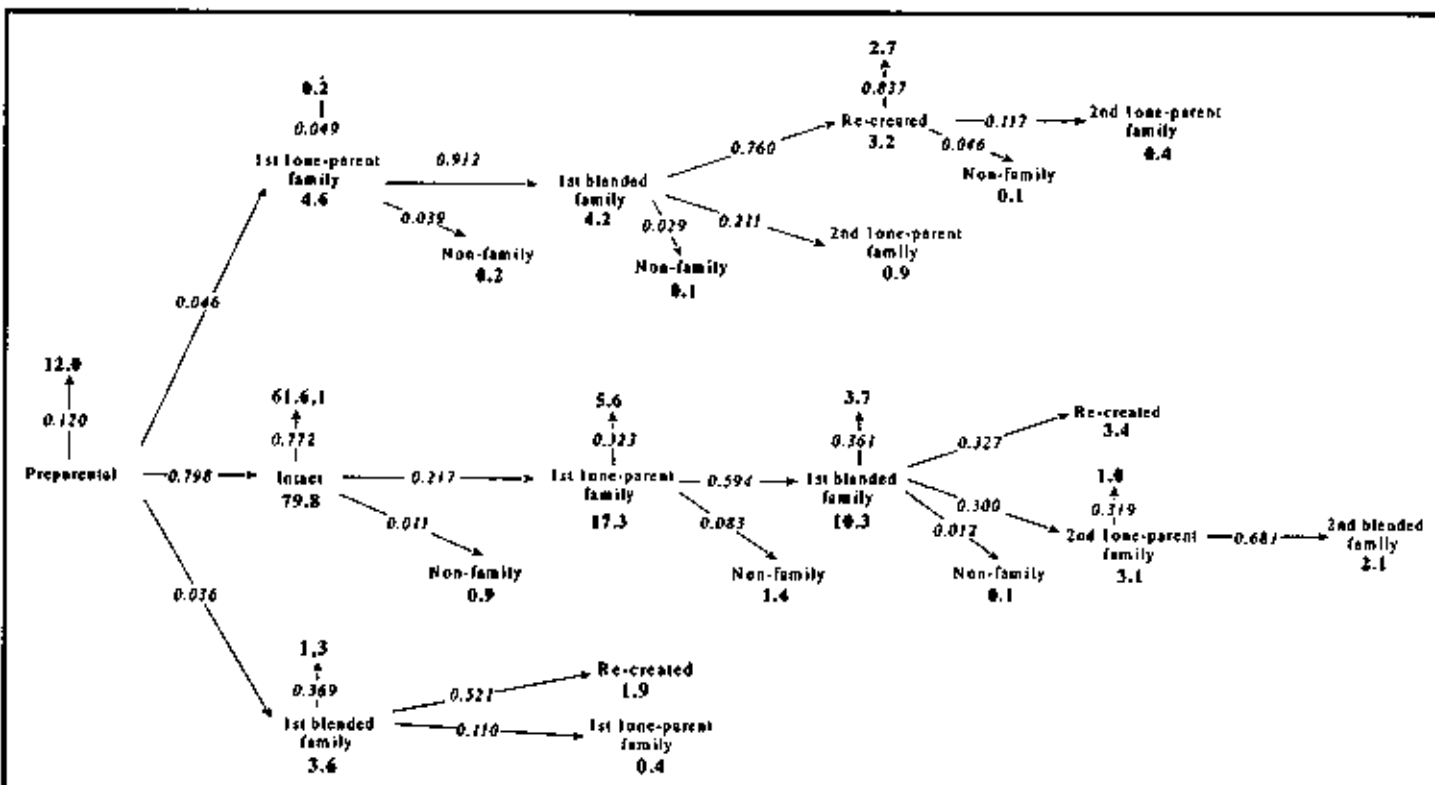 2.7
0.2
0.837
0.049
Re-created
3.2
0.117
2nd lone-parent
family
0.4
0.046
Non-family
0.1
1st lone-parent
family
4.6
0.912
0.760
1st blended
family
4.2
0.039
Non-family
0.2
0.029
Non-family
0.1
0.211
2nd lone-parent
family
0.9
0.046
12.0
0.120
Preparental
61.6,1
0.772
0.798
Intact
79.8
0.217
0.011
Non-family
0.9
5.6
0.323
1st lone-parent
family
17.3
0.594
0.083
Non-family
1.4
3.7
0.361
1st blended
family
10.3
0.327
Re-created
3.4
0.300
0.012
Non-family
0.1
1.0
0.319
2nd lone-parent
family
3.1
0.681
2nd blended
family
2.1
0.036
1,3
0.369
1st blended
family
3.6
0.521
Re-created
1.9
0.110
1st lone-parent
family
0.4